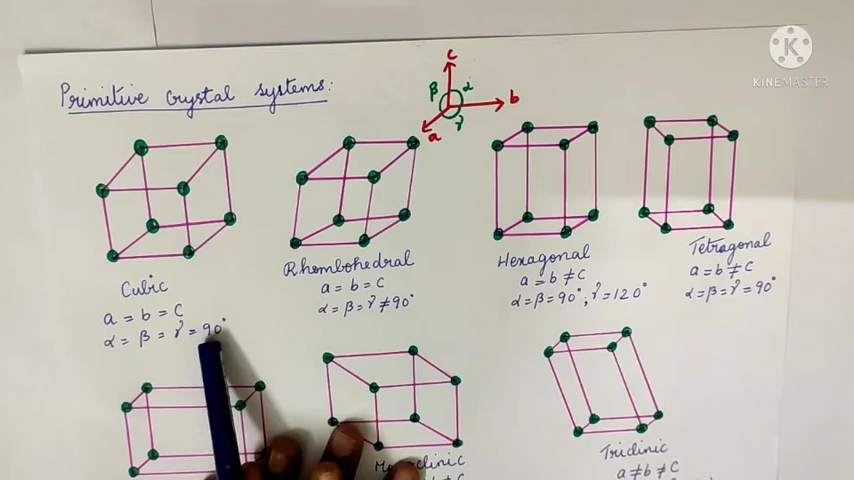 KINEMASTER
Primitive crystal systems:
c
β α
b
a γ
Cubic
a = b = c
α = β = γ = 90°
Rhombohedral
a = b = c
α = β = γ ≠ 90°
Hexagonal
a = b ≠ c
α = β = 90° ; γ = 120°
Tetragonal
a = b ≠ c
α = β = γ = 90°
Triclinic
a ≠ b ≠ c